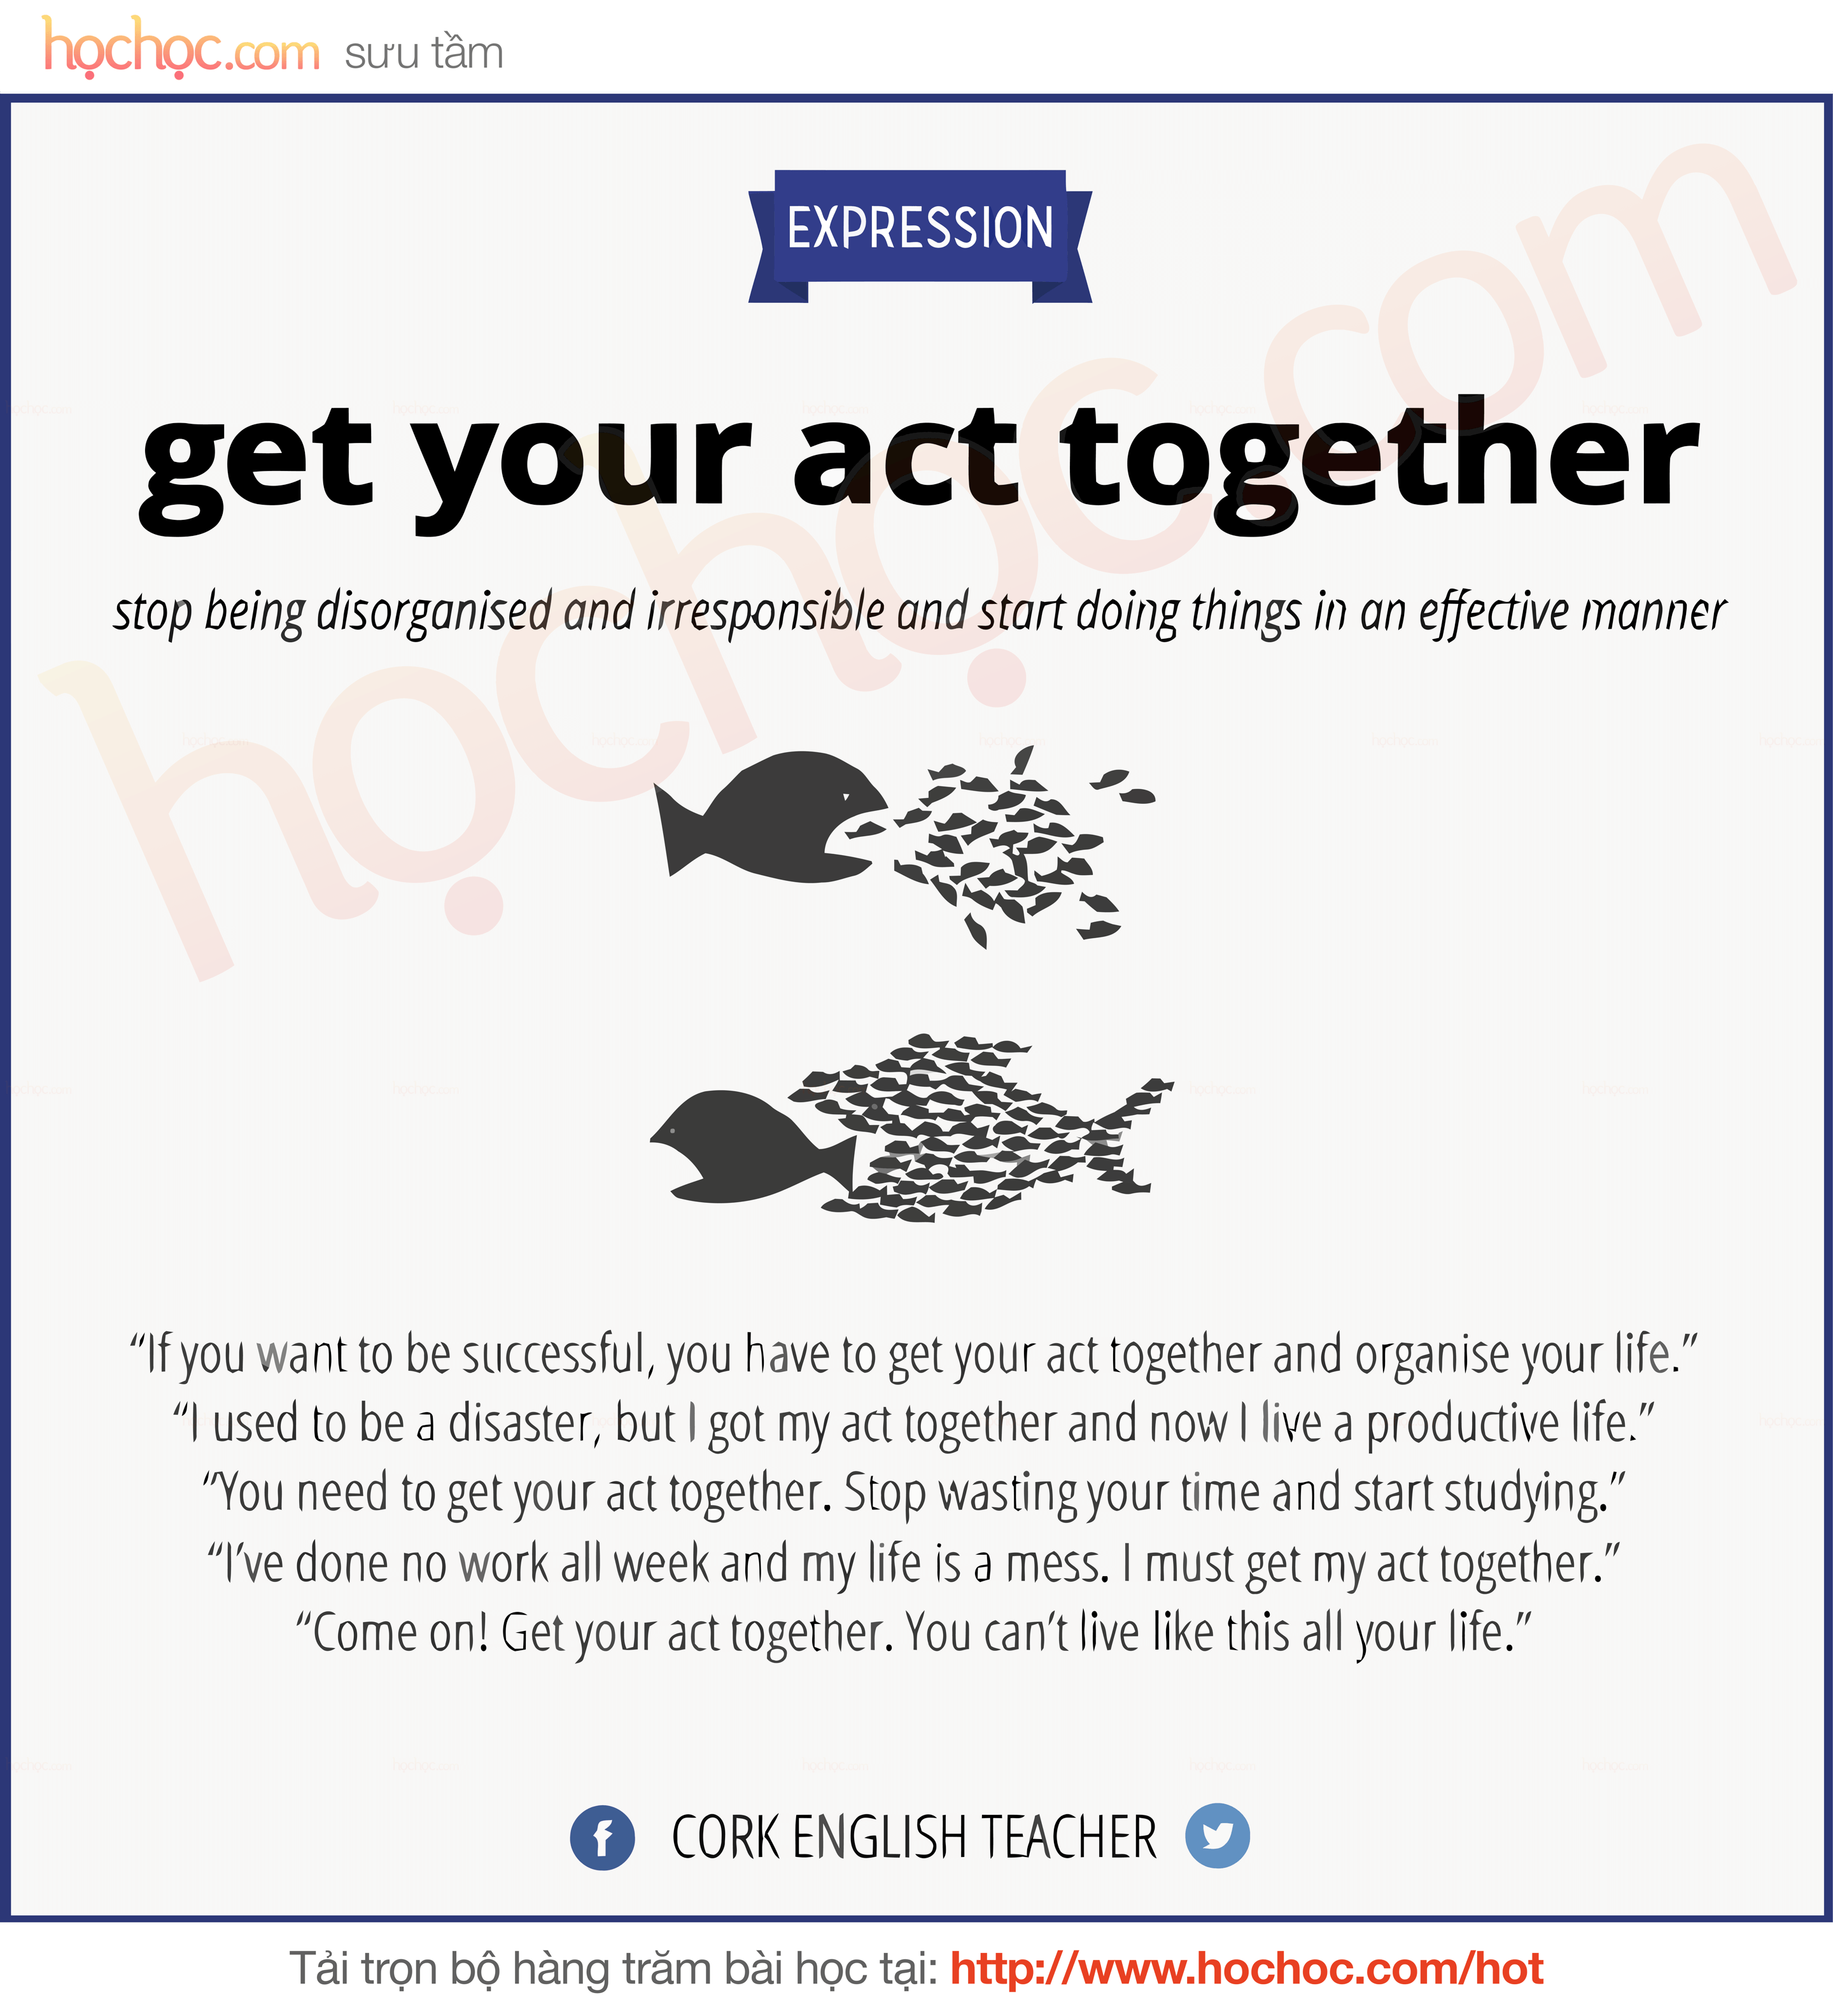 họchọc.com sưu tầm
EXPRESSION
get your act together
stop being disorganised and irresponsible and start doing things in an effective manner
họchọc.com
“If you want to be successful, you have to get your act together and organise your life.”
“I used to be a disaster, but I got my act together and now I live a productive life.”
“You need to get your act together. Stop wasting your time and start studying.”
“I’ve done no work all week and my life is a mess. I must get my act together.”
“Come on! Get your act together. You can’t live like this all your life.”
CORK ENGLISH TEACHER
Tải trọn bộ hàng trăm bài học tại: http://www.hochoc.com/hot